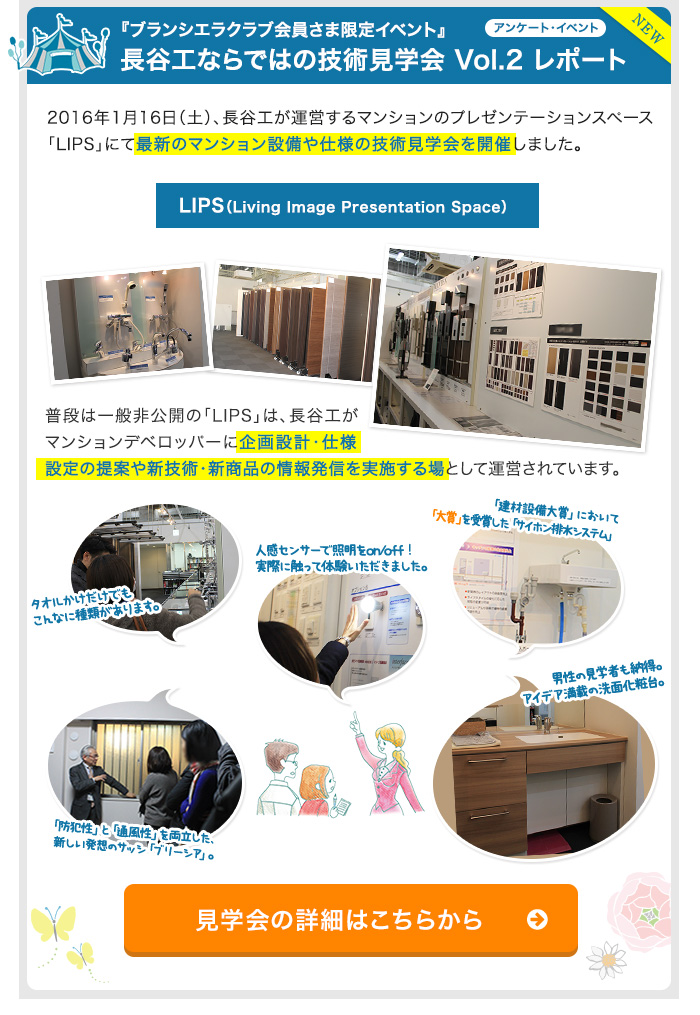 『ブランシエラクラブ会員さま限定イベント』
アンケート・イベント
NEW
長谷工ならではの技術見学会 Vol.2 レポート
2016年1月16日(土)、長谷工が運営するマンションのプレゼンテーションスペース
「LIPS」にて最新のマンション設備や仕様の技術見学会を開催しました。
LIPS(Living Image Presentation Space)
普段は一般非公開の「LIPS」は、長谷工が
マンションデベロッパーに企画設計・仕様
設定の提案や新技術・新商品の情報発信を実施する場として運営されています。
タオルかけだけでも、
こんなに種類があります。
人感センサーで照明をon/off!
実際に触って体験いただきました。
「建材設備大賞」において
「大賞」を受賞した「サイホン排水システム」
「防犯性」と「通風性」を両立した、
新しい発想のサッシ「ブリーシア」。
男性の見学者も納得。
アイデア満載の洗面化粧台。
見学会の詳細はこちらから